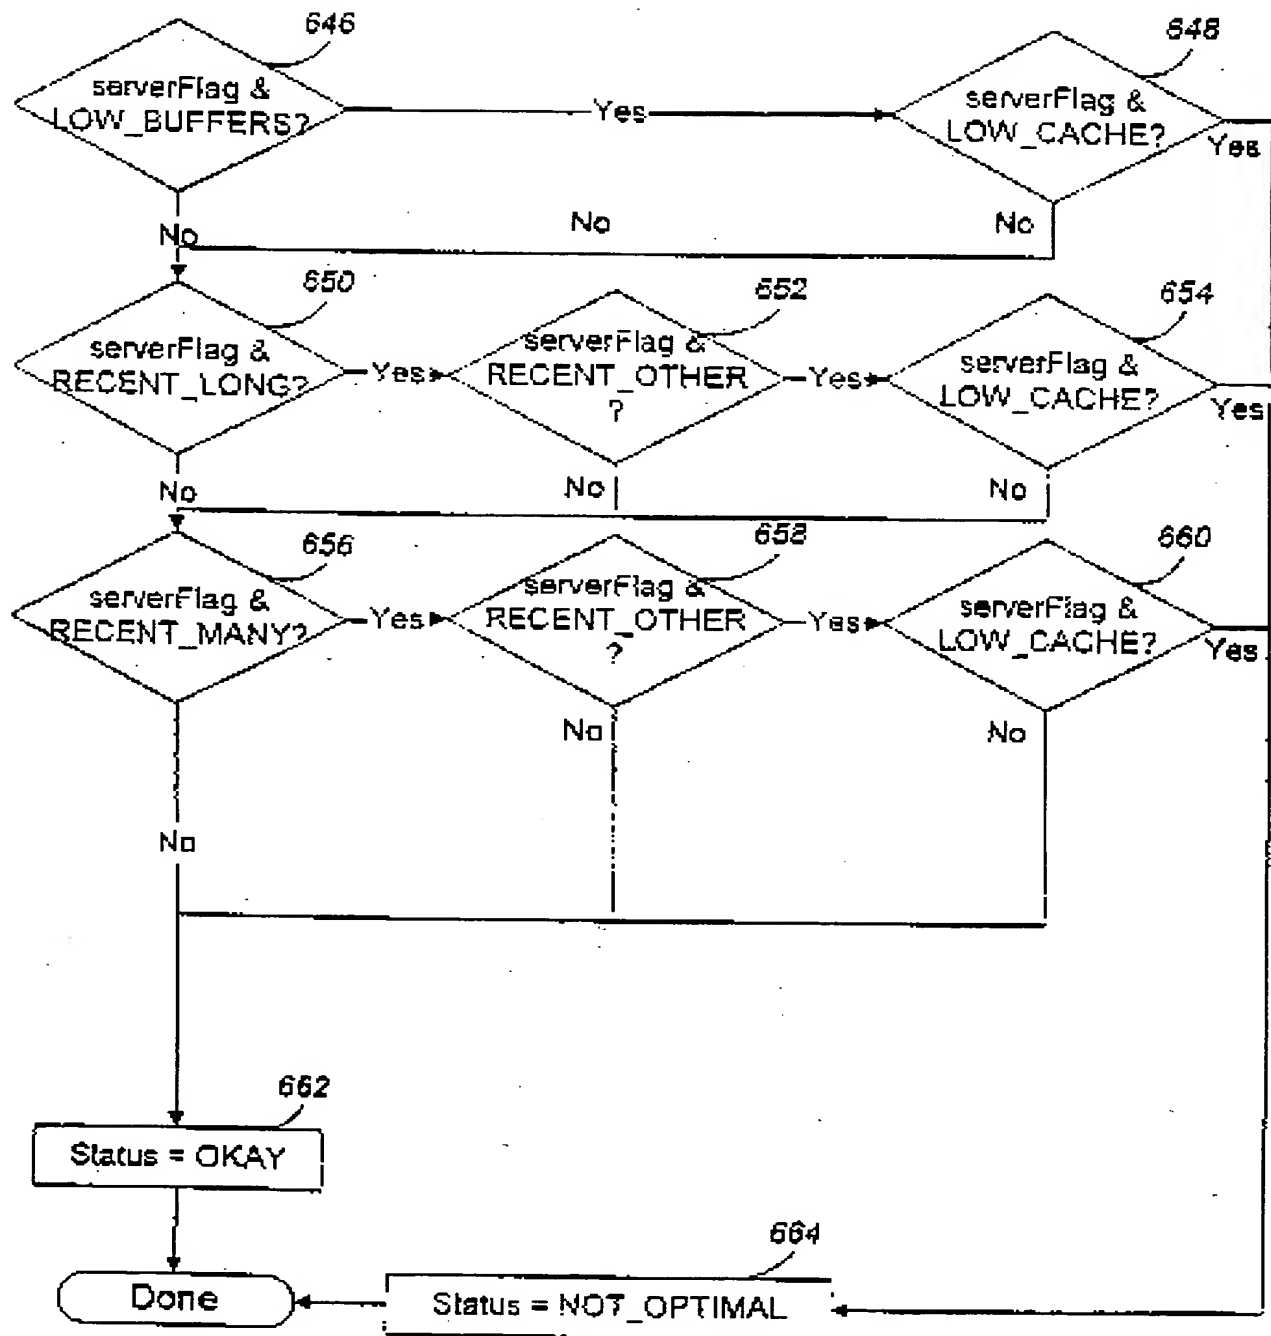 646
648
serverFlag &
LOW_BUFFERS?
Yes
serverFlag &
LOW_CACHE?
Yes
No
No
No
650
652
654
serverFlag &
RECENT_LONG?
Yes
serverFlag &
RECENT_OTHER
?
Yes
serverFlag &
LOW_CACHE?
Yes
No
No
No
656
658
660
serverFlag &
RECENT_MANY?
Yes
serverFlag &
RECENT_OTHER
?
Yes
serverFlag &
LOW_CACHE?
Yes
No
No
No
662
Status = OKAY
664
Done
Status = NOT_OPTIMAL